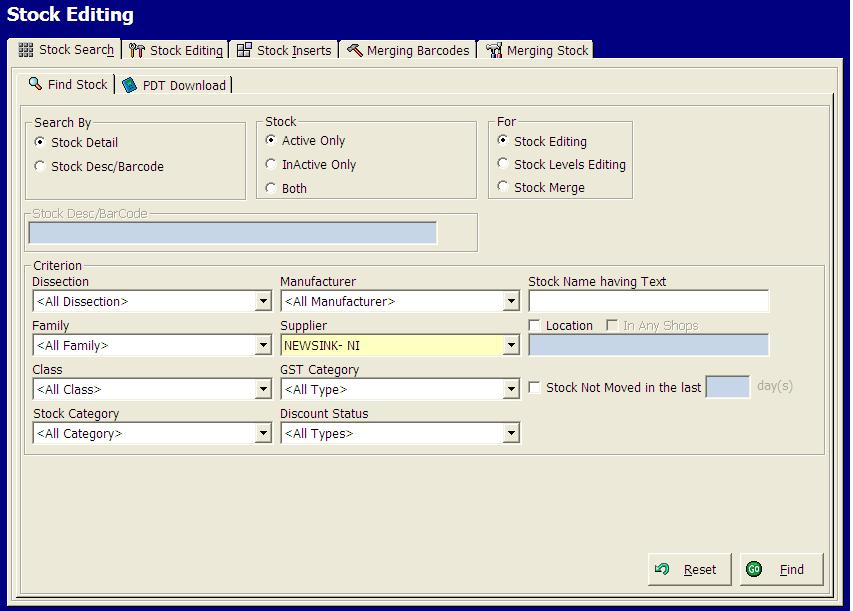 Stock Editing
Stock Search Stock Editing Stock Inserts Merging Barcodes Merging Stock
Find Stock PDT Download
Search By Stock For
Stock Detail Active Only Stock Editing
Stock Desc/Barcode InActive Only Stock Levels Editing
Both Stock Merge
Stock Desc/BarCode
Criterion
Dissection Manufacturer Stock Name having Text
<All Dissection> <All Manufacturer>
Family Supplier Location In Any Shops
<All Family> NEWSINK- NI
Class GST Category
<All Class> <All Type> Stock Not Moved in the last day(s)
Stock Category Discount Status
<All Category> <All Types>
Reset GO Find